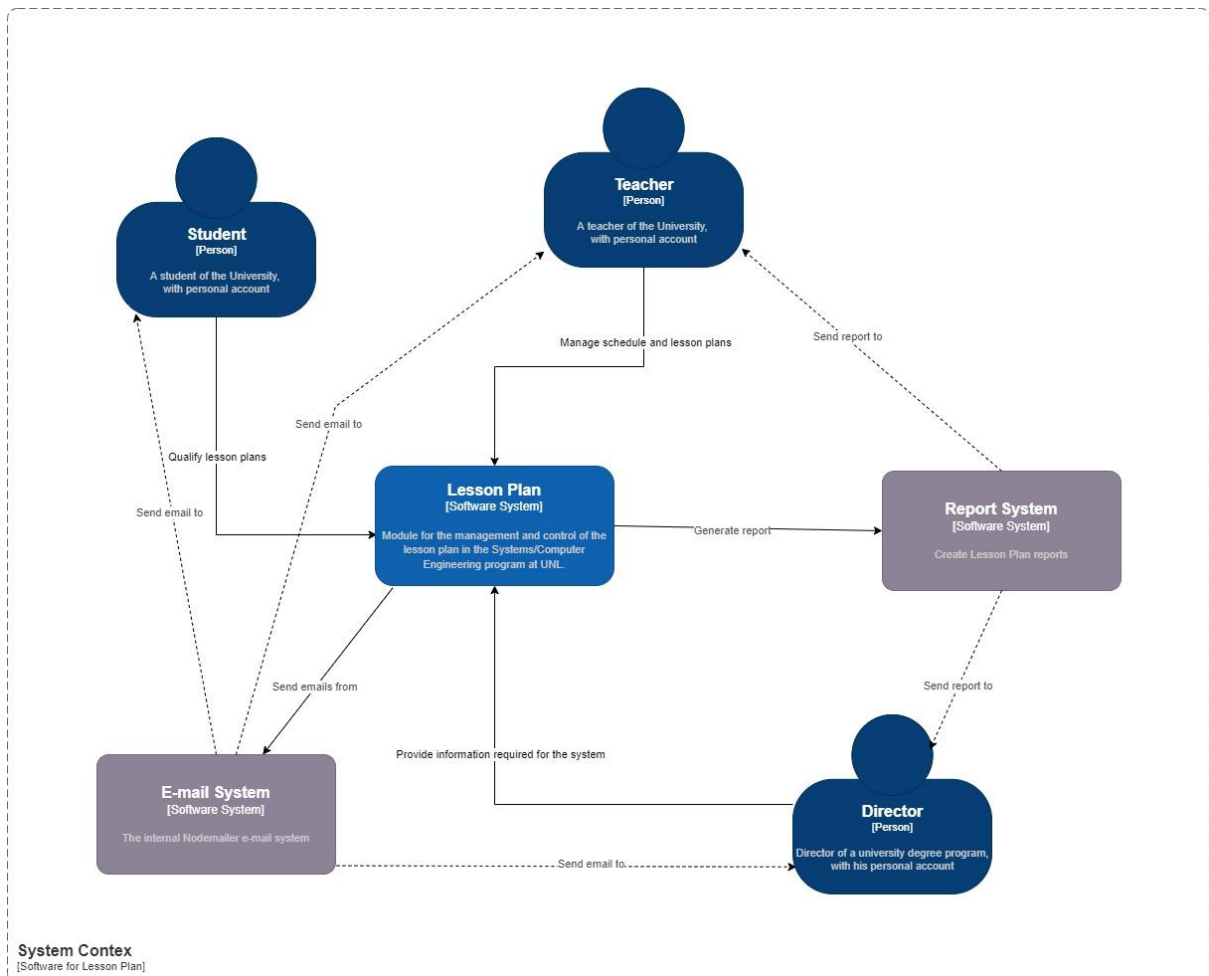 Teacher
[Person]
A teacher of the University,
with personal account
Student
[Person]
A student of the University,
with personal account
Manage schedule and lesson plans
Send report to
Send email to
Qualify lesson plans
Send email to
Lesson Plan
[Software System]
Module for the management and control of the
lesson plan in the Systems/Computer
Engineering program at UNL.
Generate report
Report System
[Software System]
Create Lesson Plan reports
Send emails from
Send report to
Provide information required for the system
E-mail System
[Software System]
The internal Nodemailer e-mail system
Director
[Person]
Director of a university degree program,
with his personal account
Send email to
System Contex
[Software for Lesson Plan]